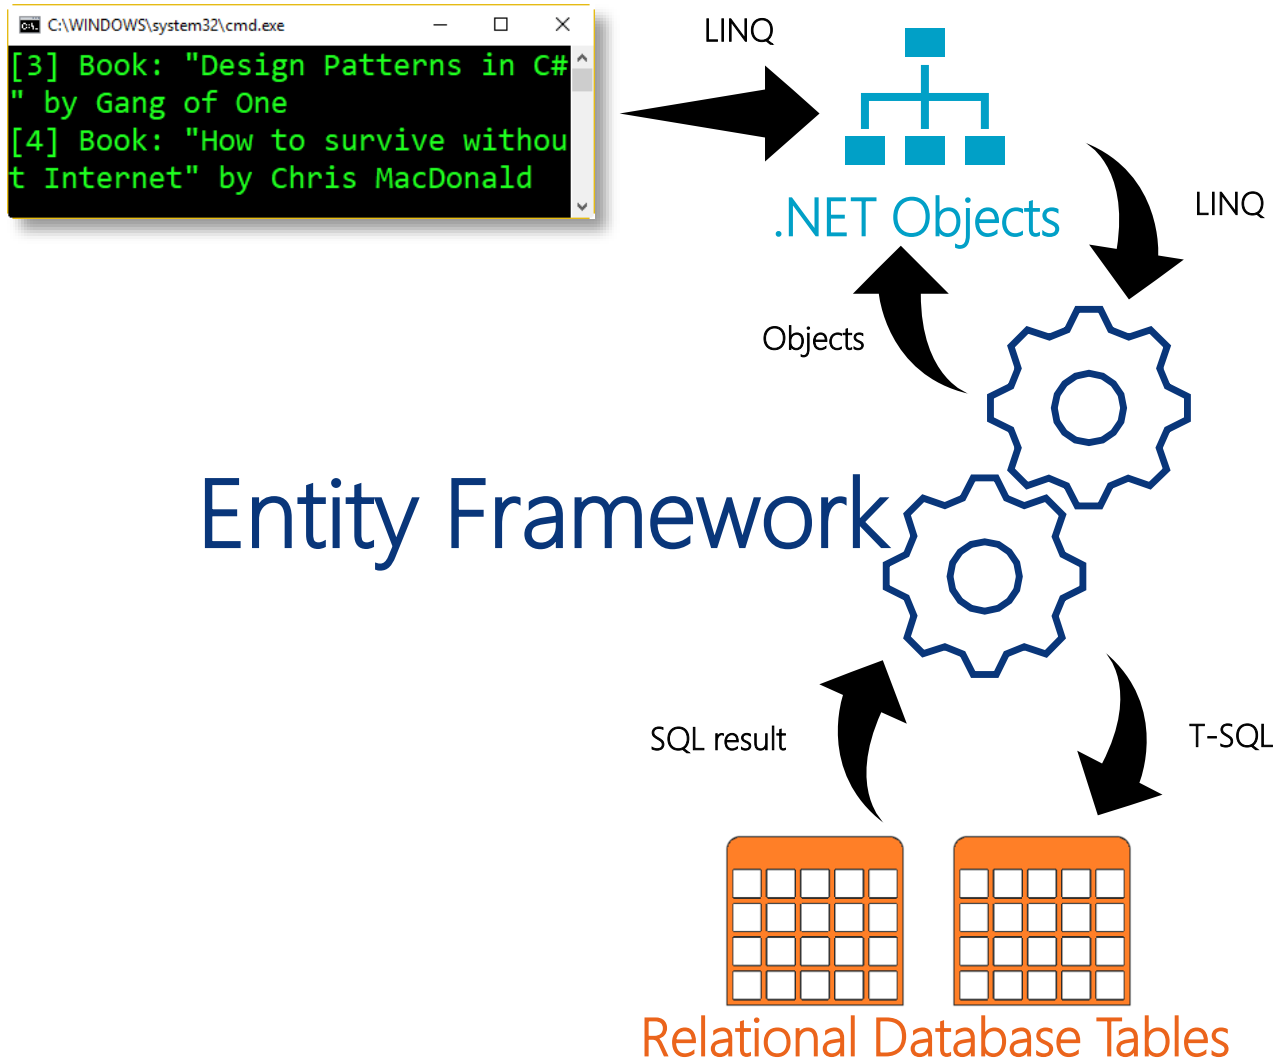 C:\WINDOWS\system32\cmd.exe
[3] Book: "Design Patterns in C#
" by Gang of One
[4] Book: "How to survive withou
t Internet" by Chris MacDonald
LINQ
.NET Objects
LINQ
Objects
Entity Framework
SQL result
T-SQL
Relational Database Tables